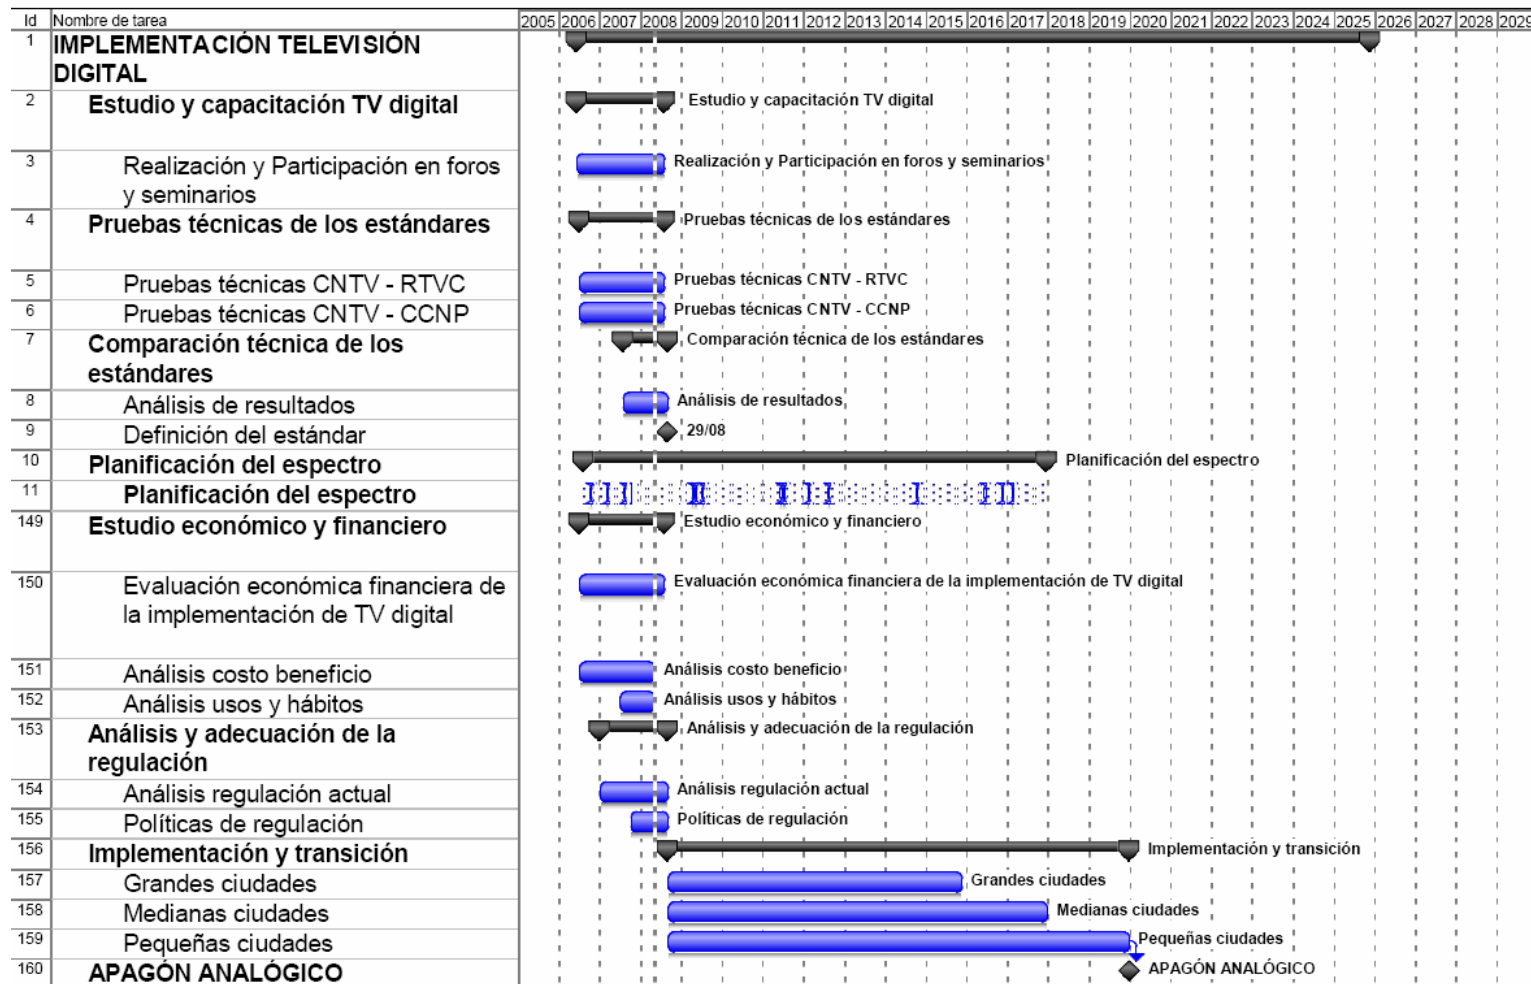 Id Nombre de tarea 2005 2006 2007 2008 2009 2010 2011 2012 2013 2014 2015 2016 2017 2018 2019 2020 2021 2022 2023 2024 2025 2026 2027 2028 2029
1 IMPLEMENTACIÓN TELEVISIÓN
DIGITAL
2 Estudio y capacitación TV digital Estudio y capacitación TV digital
3 Realización y Participación en foros Realización y Participación en foros y seminarios
y seminarios
4 Pruebas técnicas de los estándares Pruebas técnicas de los estándares
5 Pruebas técnicas CNTV - RTVC Pruebas técnicas CNTV - RTVC
6 Pruebas técnicas CNTV - CCNP Pruebas técnicas CNTV - CCNP
7 Comparación técnica de los Comparación técnica de los estándares
estándares
8 Análisis de resultados Análisis de resultados
9 Definición del estándar 29/08
10 Planificación del espectro Planificación del espectro
11 Planificación del espectro
149 Estudio económico y financiero Estudio económico y financiero
150 Evaluación económica financiera de Evaluación económica financiera de la implementación de TV digital
la implementación de TV digital
151 Análisis costo beneficio Análisis costo beneficio
152 Análisis usos y hábitos Análisis usos y hábitos
153 Análisis y adecuación de la Análisis y adecuación de la regulación
regulación
154 Análisis regulación actual Análisis regulación actual
155 Políticas de regulación Políticas de regulación
156 Implementación y transición Implementación y transición
157 Grandes ciudades Grandes ciudades
158 Medianas ciudades Medianas ciudades
159 Pequeñas ciudades Pequeñas ciudades
160 APAGÓN ANALÓGICO APAGÓN ANALÓGICO